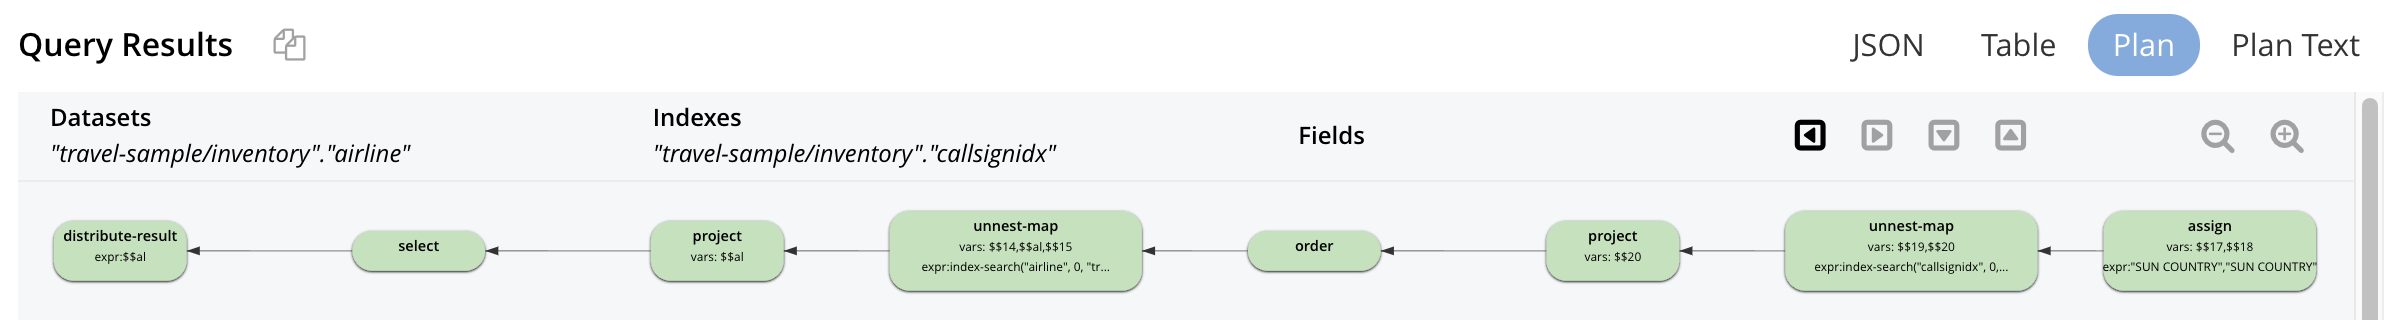 Query Results
JSON
Table
Plan
Plan Text
Datasets
"travel-sample/inventory"."airline"
Indexes
"travel-sample/inventory"."callsignidx"
Fields
distribute-result
expr:$$al
select
project
vars: $$al
unnest-map
vars: $$14,$$al,$$15
expr:index-search("airline", 0, "tr...
order
project
vars: $$20
unnest-map
vars: $$19,$$20
expr:index-search("callsignidx", 0,...
assign
vars: $$17,$$18
expr:"SUN COUNTRY","SUN COUNTRY"